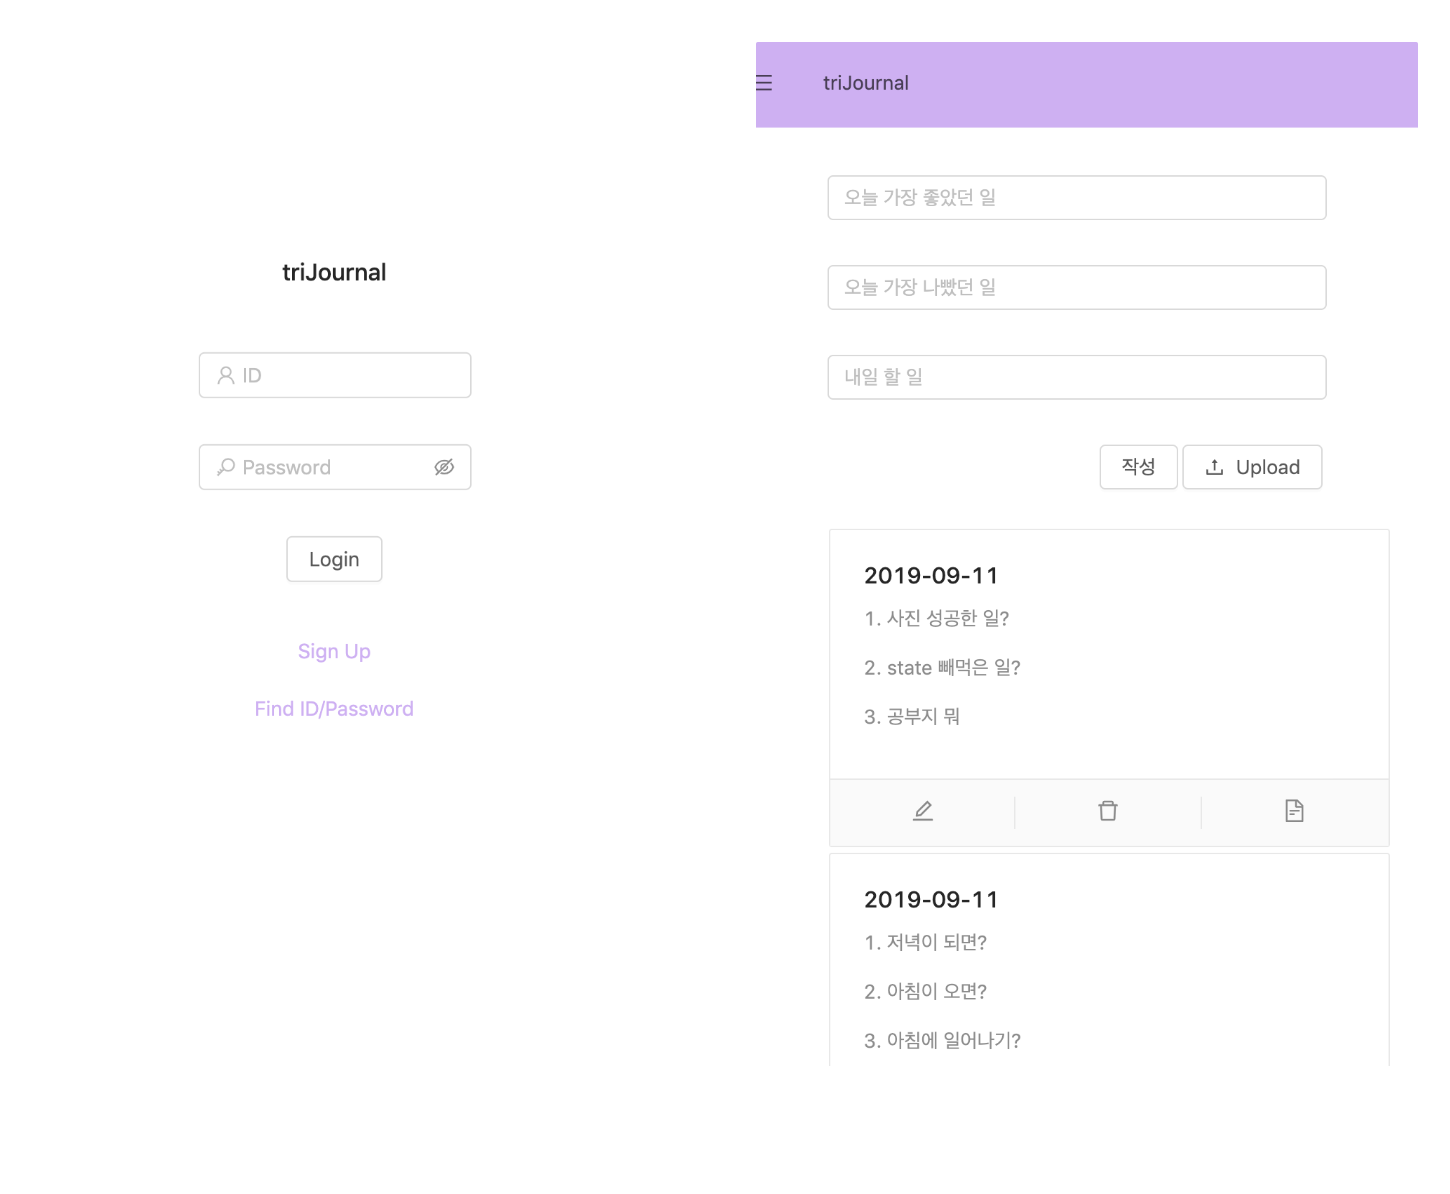 triJournal
ID
Password
Login
Sign Up
Find ID/Password
triJournal
오늘 가장 좋았던 일
오늘 가장 나빴던 일
내일 할 일
작성 Upload
2019-09-11
1. 사진 성공한 일?
2. state 빼먹은 일?
3. 공부지 뭐
2019-09-11
1. 저녁이 되면?
2. 아침이 오면?
3. 아침에 일어나기?